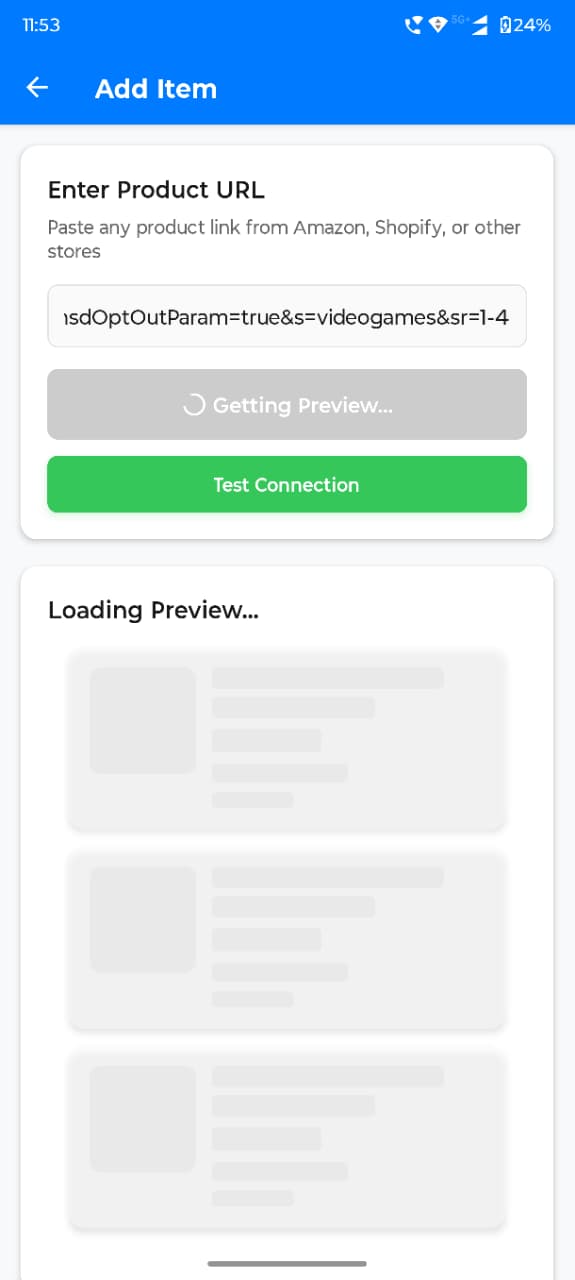 11:53
5G+
24%
Add Item
Enter Product URL
Paste any product link from Amazon, Shopify, or other
stores
nsdOptOutParam=true&s=videogames&sr=1-4
Getting Preview...
Test Connection
Loading Preview...